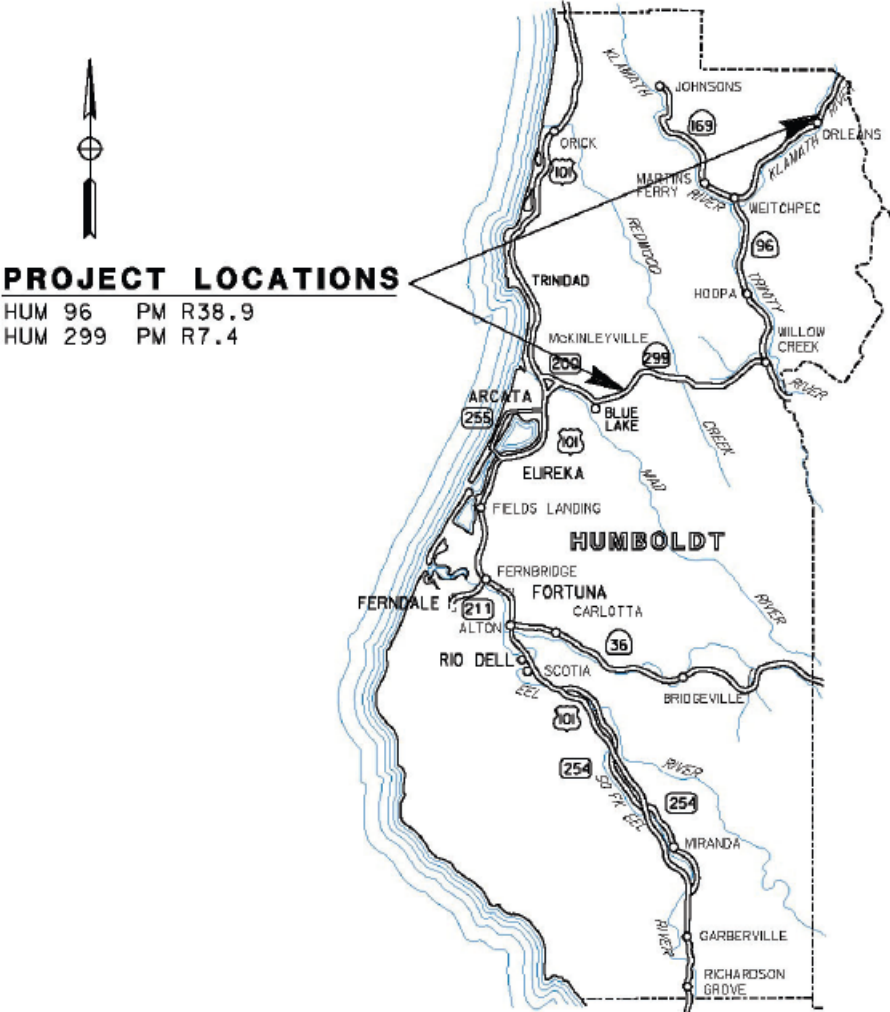 KLAMATH
JOHNSONS
RIVER
169
ORLEANS
ORICK
KLAMATH
101
MARTINS
FERRY
RIVER
WEITCHPEC
REDWOOD
96
PROJECT LOCATIONS
HUM 96 PM R38.9
HUM 299 PM R7.4
TRINIDAD
HOOPA
TRINITY
McKINLEYVILLE
WILLOW
CREEK
200
299
RIVER
ARCATA
255
BLUE
LAKE
CREEK
101
EUREKA
MAD
FIELDS LANDING
HUMBOLDT
FERNBRIDGE
FERNDALE
211
FORTUNA
RIVER
CARLOTTA
ALTON
36
RIO DELL
SCOTIA
EEL
BRIDGEVILLE
101
RIVER
254
SO FK EEL
254
MIRANDA
RIVER
GARBERVILLE
RICHARDSON
GROVE